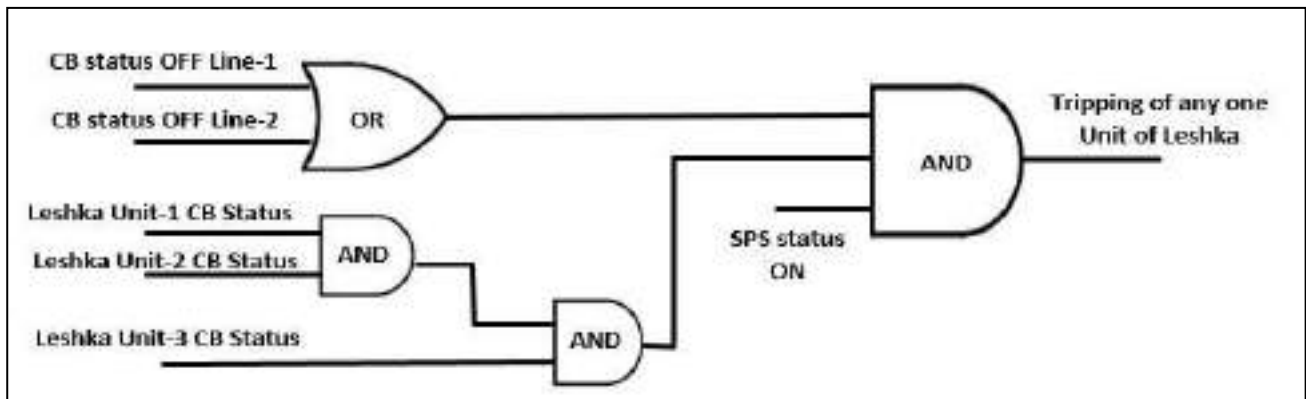 CB status OFF Line-1
CB status OFF Line-2
OR
Leshka Unit-1 CB Status
Leshka Unit-2 CB Status
AND
Leshka Unit-3 CB Status
AND
SPS status
ON
AND
Tripping of any one
Unit of Leshka